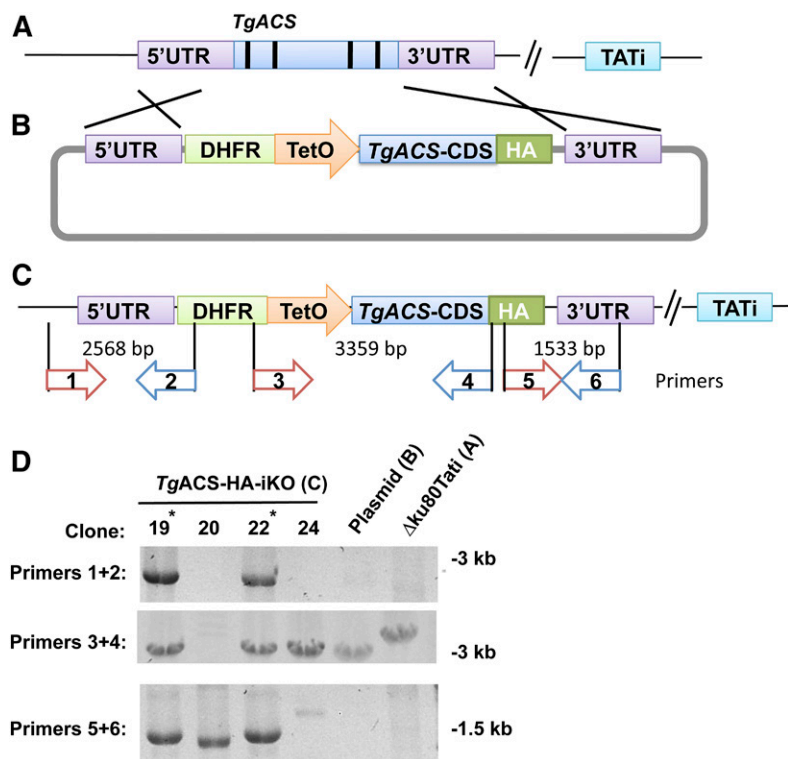 A
TgACS
5'UTR
3'UTR
TATi
B
5'UTR
DHFR
TetO
TgACS-CDS
HA
3'UTR
C
5'UTR
DHFR
TetO
TgACS-CDS
HA
3'UTR
TATi
2568 bp
3359 bp
1533 bp
1
2
3
4
5
6
Primers
D
TgACS-HA-iKO (C)
Plasmid (B)
Δku80Tati (A)
Clone:
19*
20
22*
24
Primers 1+2:
-3 kb
Primers 3+4:
-3 kb
Primers 5+6:
-1.5 kb